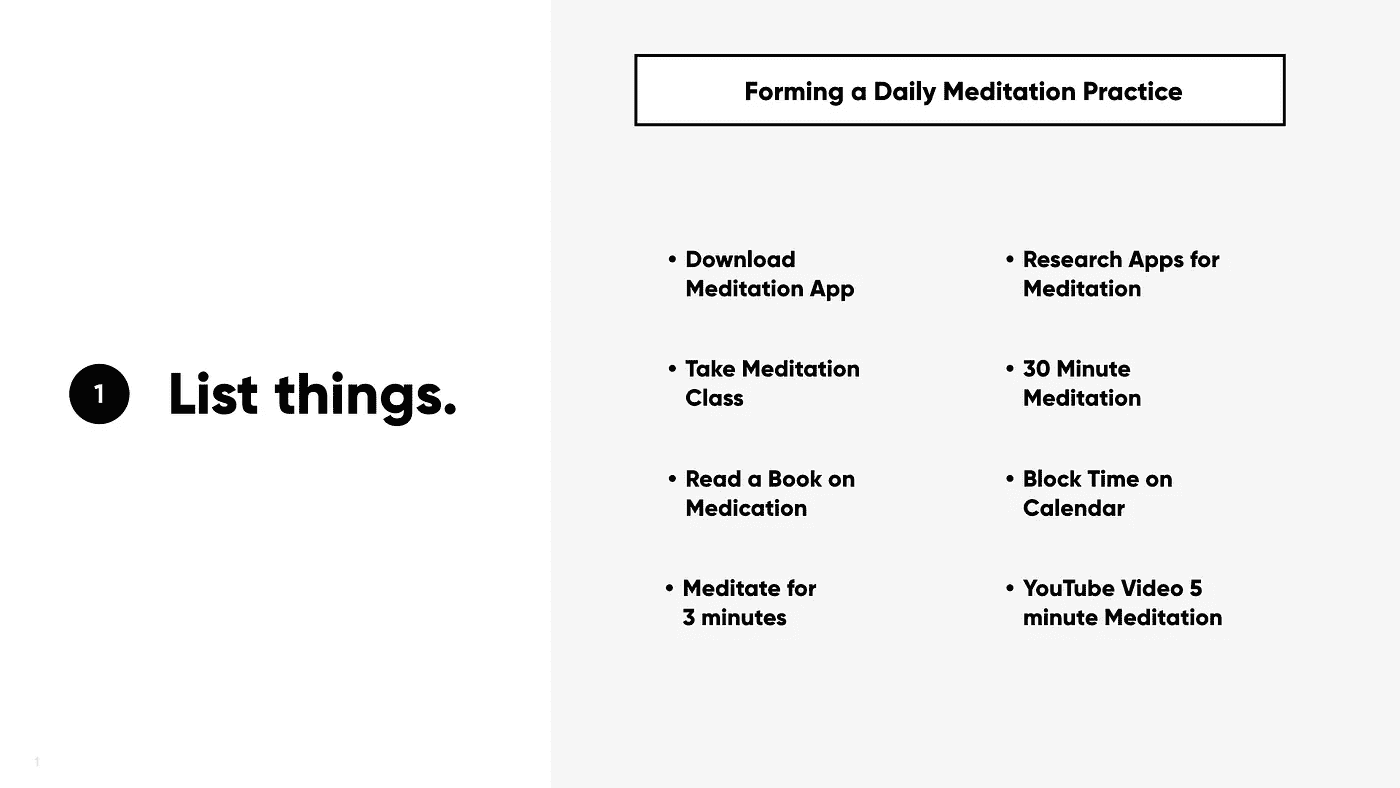 1 List things.
Forming a Daily Meditation Practice
• Download
Meditation App
• Take Meditation
Class
• Read a Book on
Medication
• Meditate for
3 minutes
• Research Apps for
Meditation
• 30 Minute
Meditation
• Block Time on
Calendar
• YouTube Video 5
minute Meditation
1